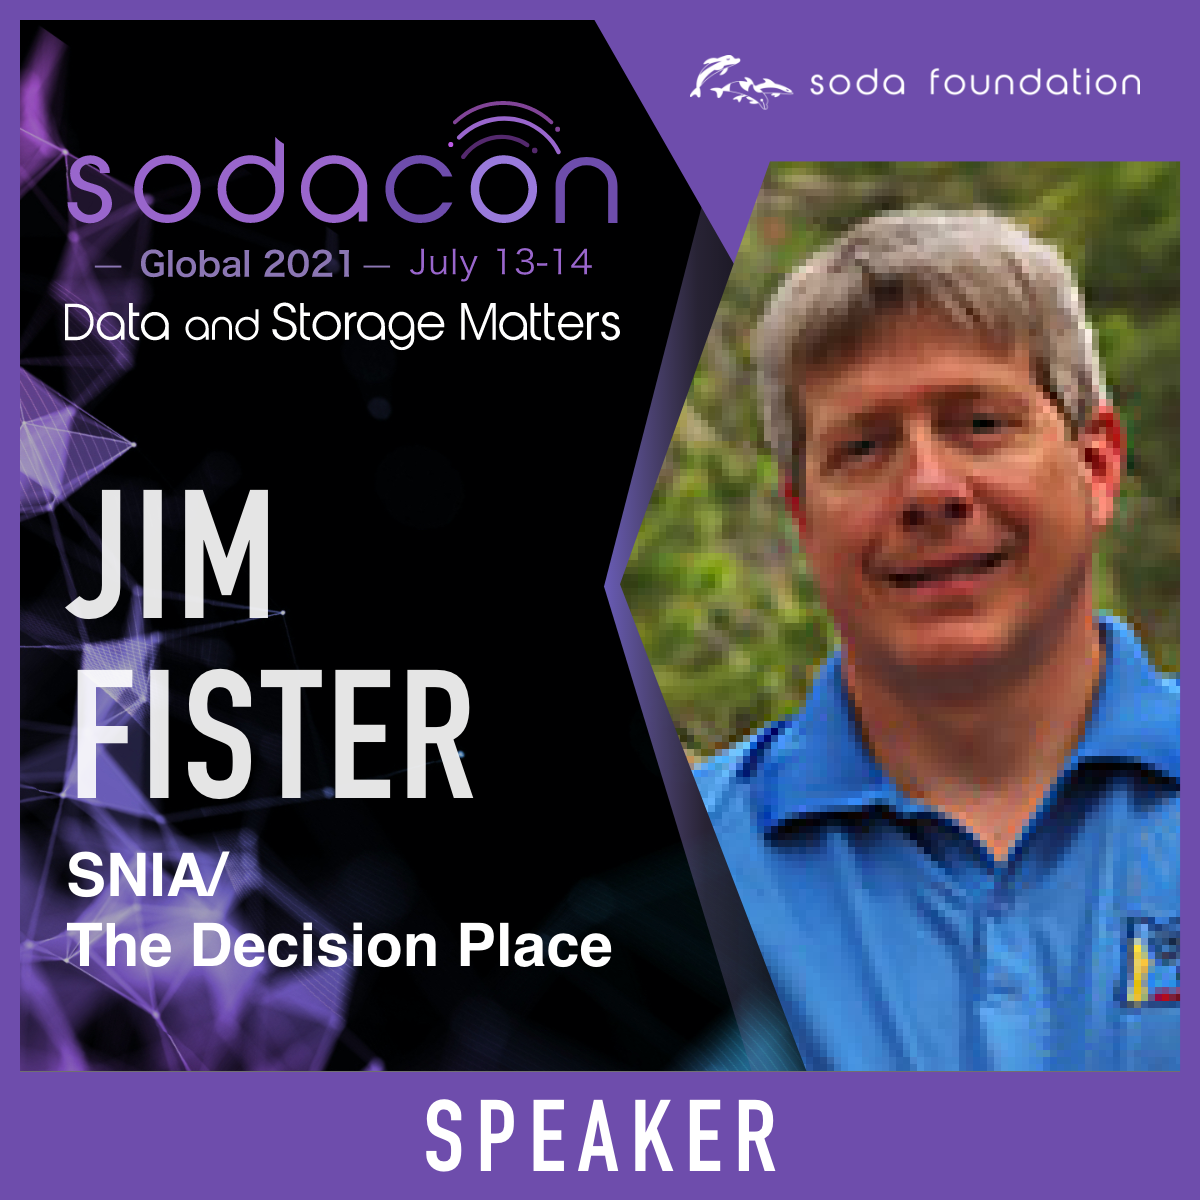 soda foundation
sodacon
— Global 2021 — July 13-14
Data and Storage Matters
JIM
FISTER
SNIA/
The Decision Place
SPEAKER